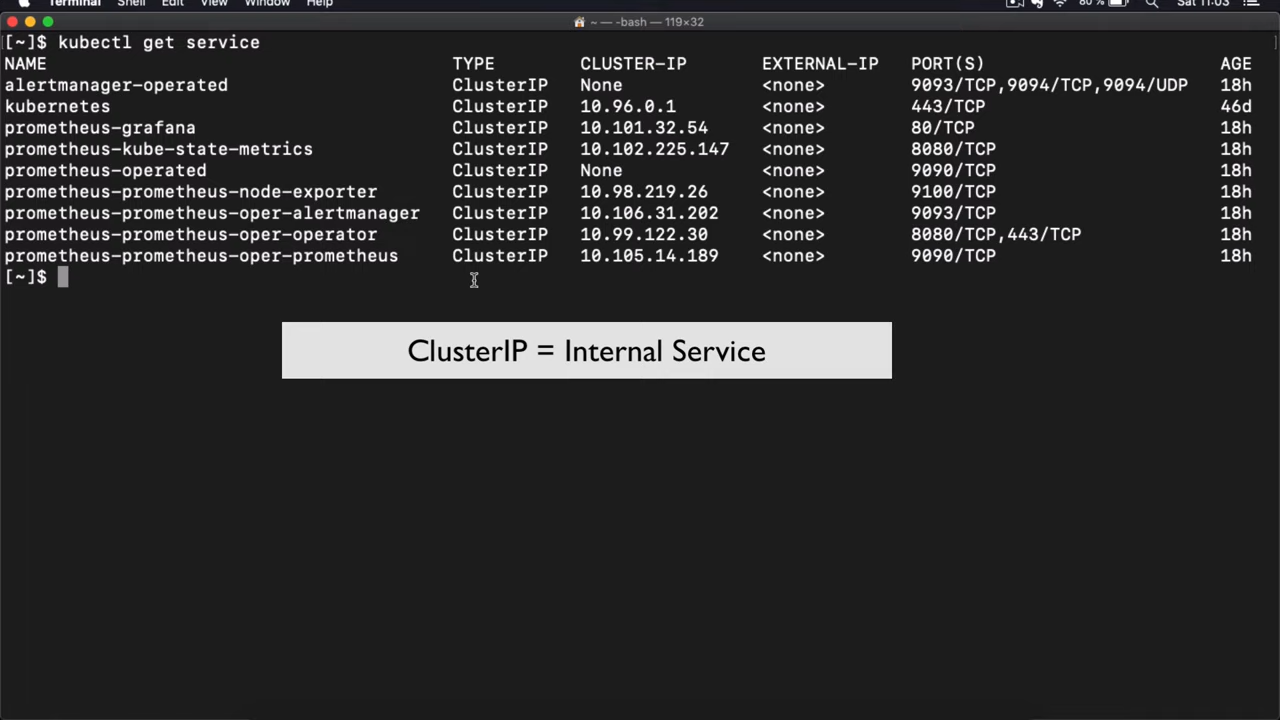 Terminal Shell Edit View Window Help 80 % Sat 11:03
~ — -bash — 119×32
[~]$ kubectl get service
NAME TYPE CLUSTER-IP EXTERNAL-IP PORT(S) AGE
alertmanager-operated ClusterIP None <none> 9093/TCP,9094/TCP,9094/UDP 18h
kubernetes ClusterIP 10.96.0.1 <none> 443/TCP 46d
prometheus-grafana ClusterIP 10.101.32.54 <none> 80/TCP 18h
prometheus-kube-state-metrics ClusterIP 10.102.225.147 <none> 8080/TCP 18h
prometheus-operated ClusterIP None <none> 9090/TCP 18h
prometheus-prometheus-node-exporter ClusterIP 10.98.219.26 <none> 9100/TCP 18h
prometheus-prometheus-oper-alertmanager ClusterIP 10.106.31.202 <none> 9093/TCP 18h
prometheus-prometheus-oper-operator ClusterIP 10.99.122.30 <none> 8080/TCP,443/TCP 18h
prometheus-prometheus-oper-prometheus ClusterIP 10.105.14.189 <none> 9090/TCP 18h
[~]$
ClusterIP = Internal Service